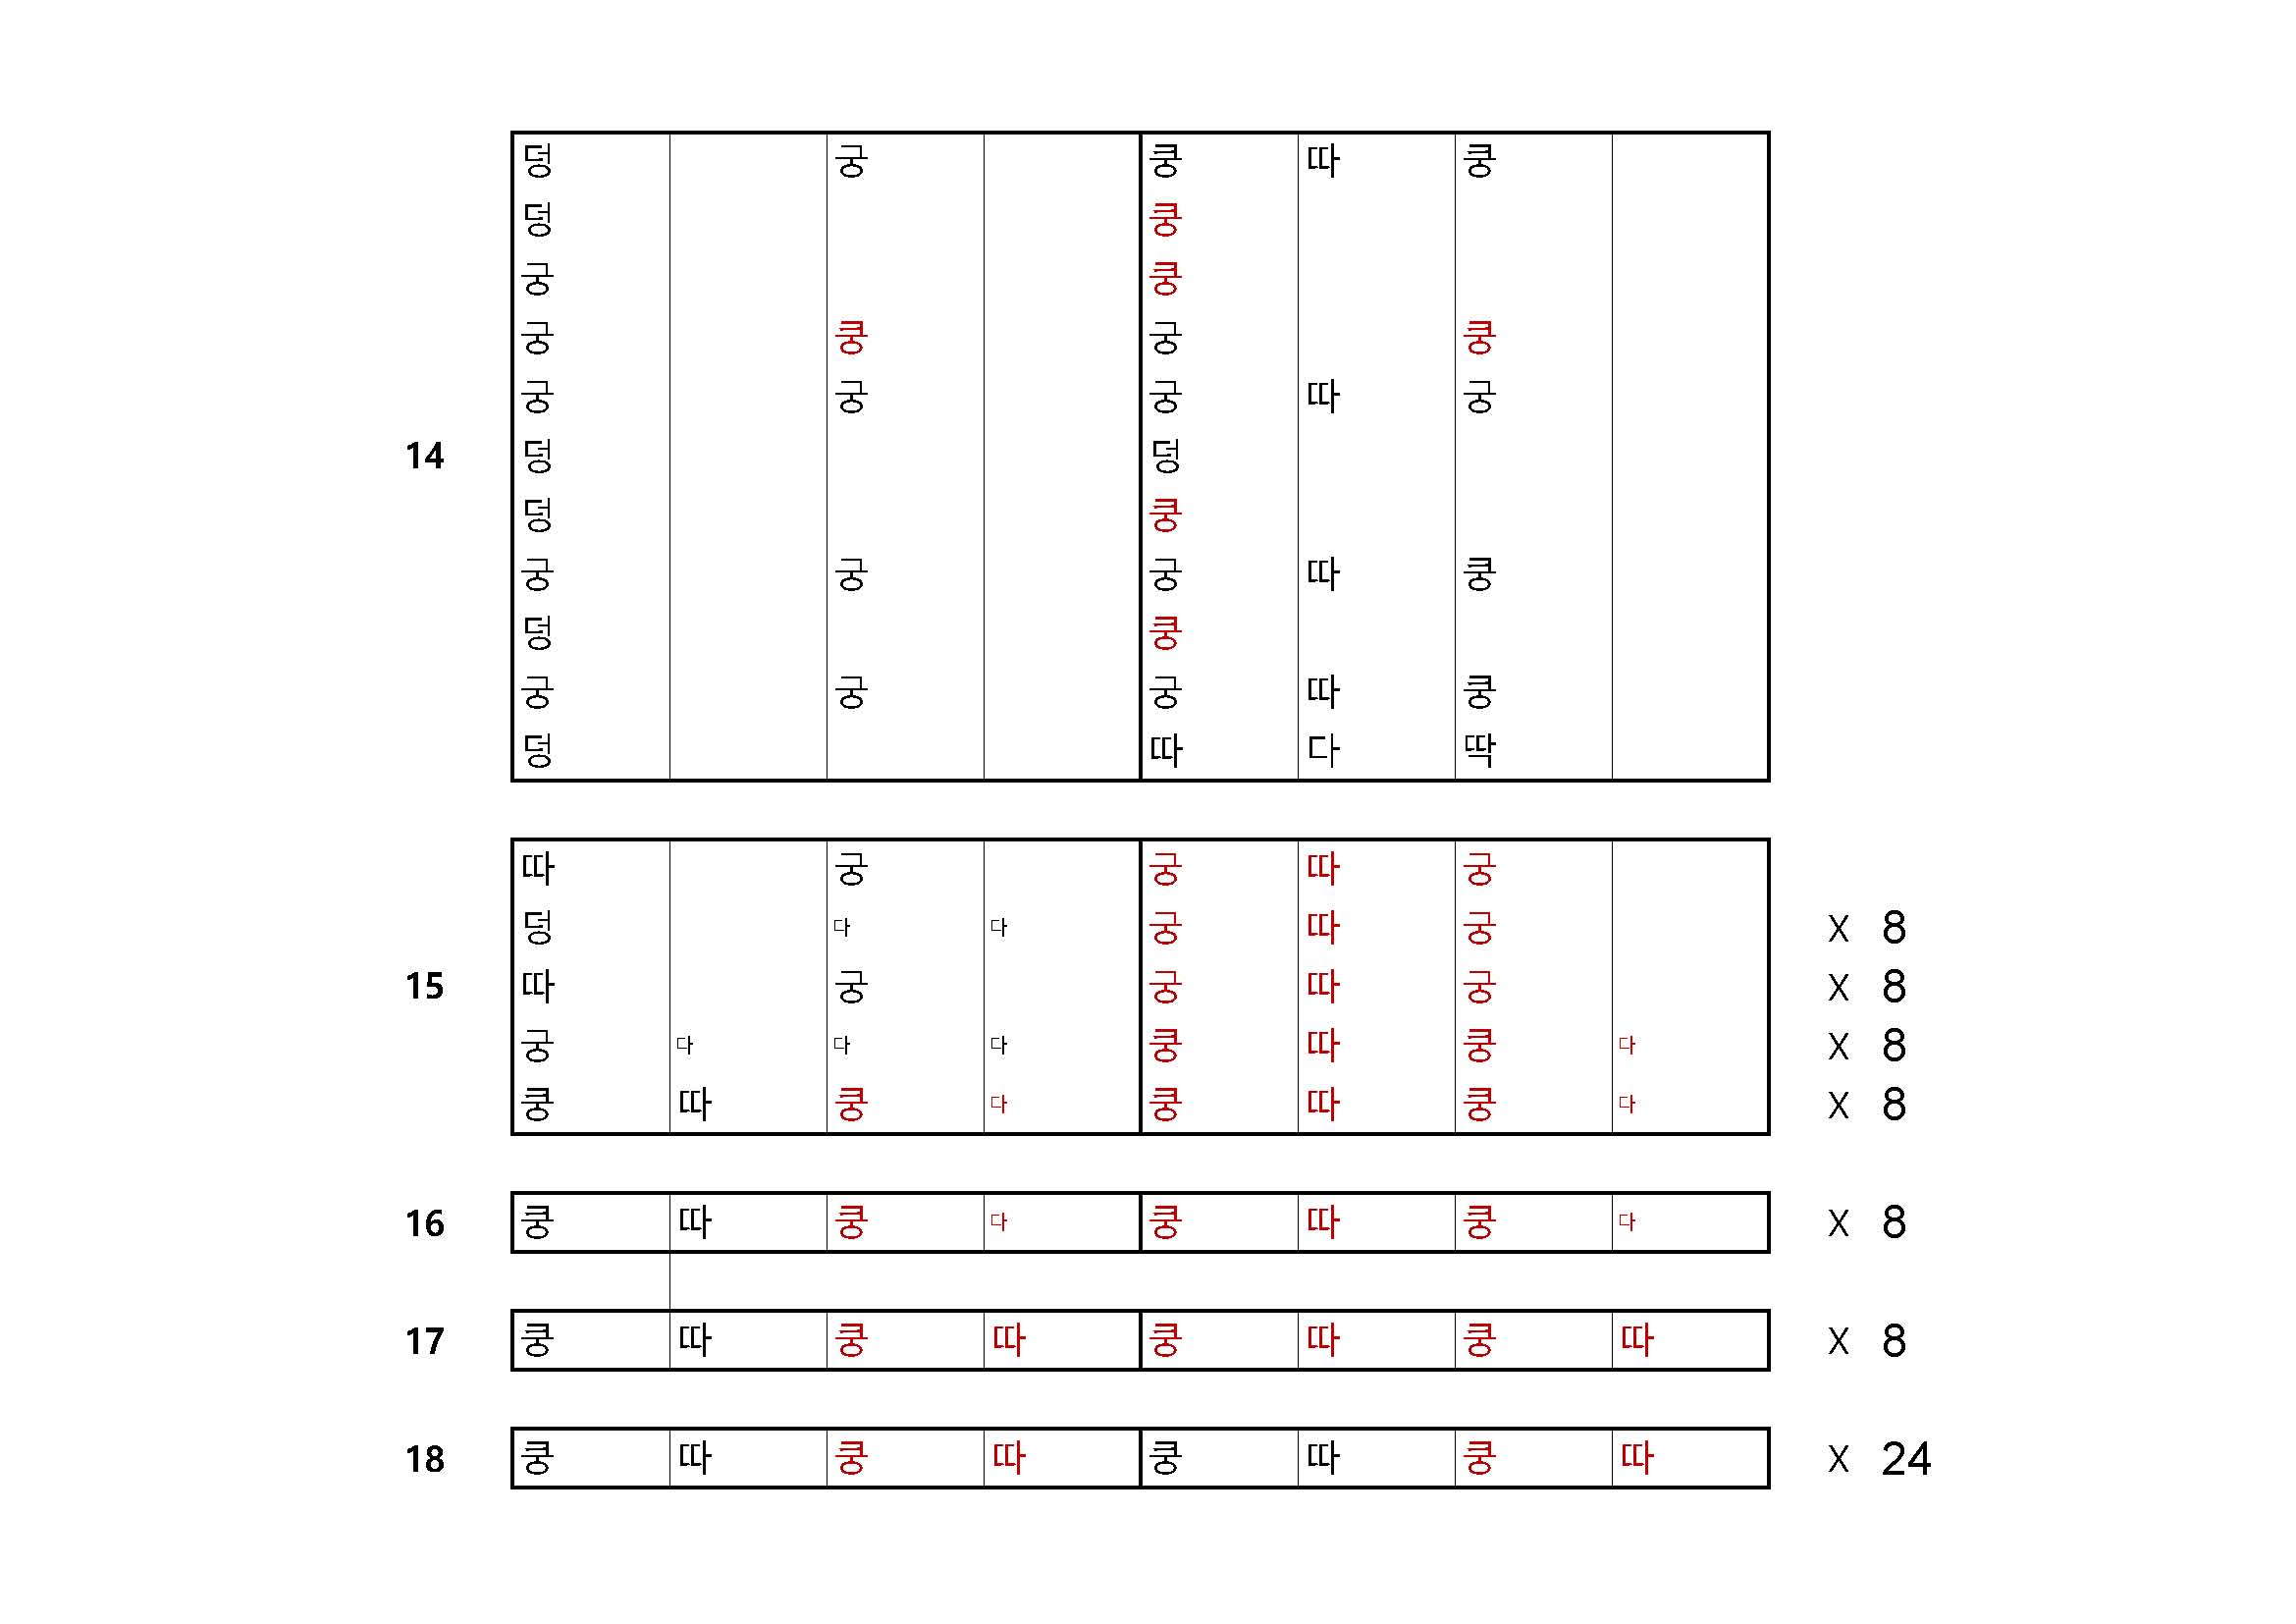 덩 궁 쿵 따 쿵
덩 쿵
궁 쿵
궁 쿵 궁 쿵
궁 궁 궁 따 궁
14 덩 덩
덩 쿵
궁 궁 궁 따 쿵
덩 쿵
궁 궁 궁 따 쿵
덩 따 다 딱
따 궁 궁 따 궁
덩 다 다 궁 따 궁 X 8
15 따 궁 궁 따 궁 X 8
궁 다 다 다 쿵 따 쿵 다 X 8
쿵 따 쿵 다 쿵 따 쿵 다 X 8
16 쿵 따 쿵 다 쿵 따 쿵 다 X 8
17 쿵 따 쿵 따 쿵 따 쿵 따 X 8
18 쿵 따 쿵 따 쿵 따 쿵 따 X 24